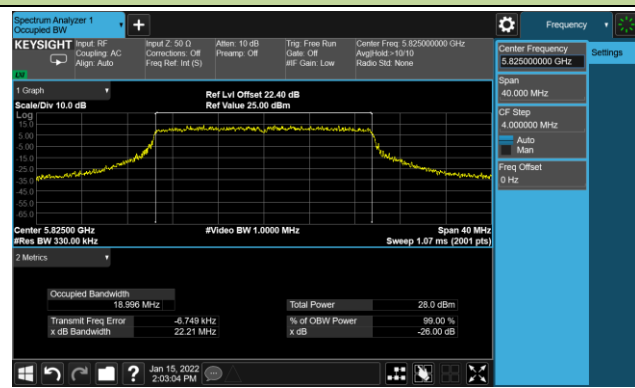 Spectrum Analyzer 1
Occupied BW
Frequency
KEYSIGHT
Input: RF
Coupling: AC
Align: Auto
Input Z: 50 Ω
Corrections: Off
Freq Ref: Int (S)
Atten: 10 dB
Preamp: Off
Trig: Free Run
Gate: Off
#IF Gain: Low
Center Freq: 5.825000000 GHz
Avg|Hold:>10/10
Radio Std: None
LW
1 Graph
Scale/Div 10.0 dB
Ref Lvl Offset 22.40 dB
Ref Value 25.00 dBm
Log
15.0
5.00
-5.00
-15.0
-25.0
-35.0
-45.0
-55.0
-65.0
Center 5.82500 GHz
#Res BW 330.00 kHz
#Video BW 1.0000 MHz
Span 40 MHz
Sweep 1.07 ms (2001 pts)
2 Metrics
Occupied Bandwidth
18.996 MHz
Transmit Freq Error -6.749 kHz
x dB Bandwidth 22.21 MHz
Total Power 28.0 dBm
% of OBW Power 99.00 %
x dB -26.00 dB
Center Frequency
5.825000000 GHz
Settings
Span
40.000 MHz
CF Step
4.000000 MHz
Auto
Man
Freq Offset
0 Hz
Jan 15, 2022
2:03:04 PM